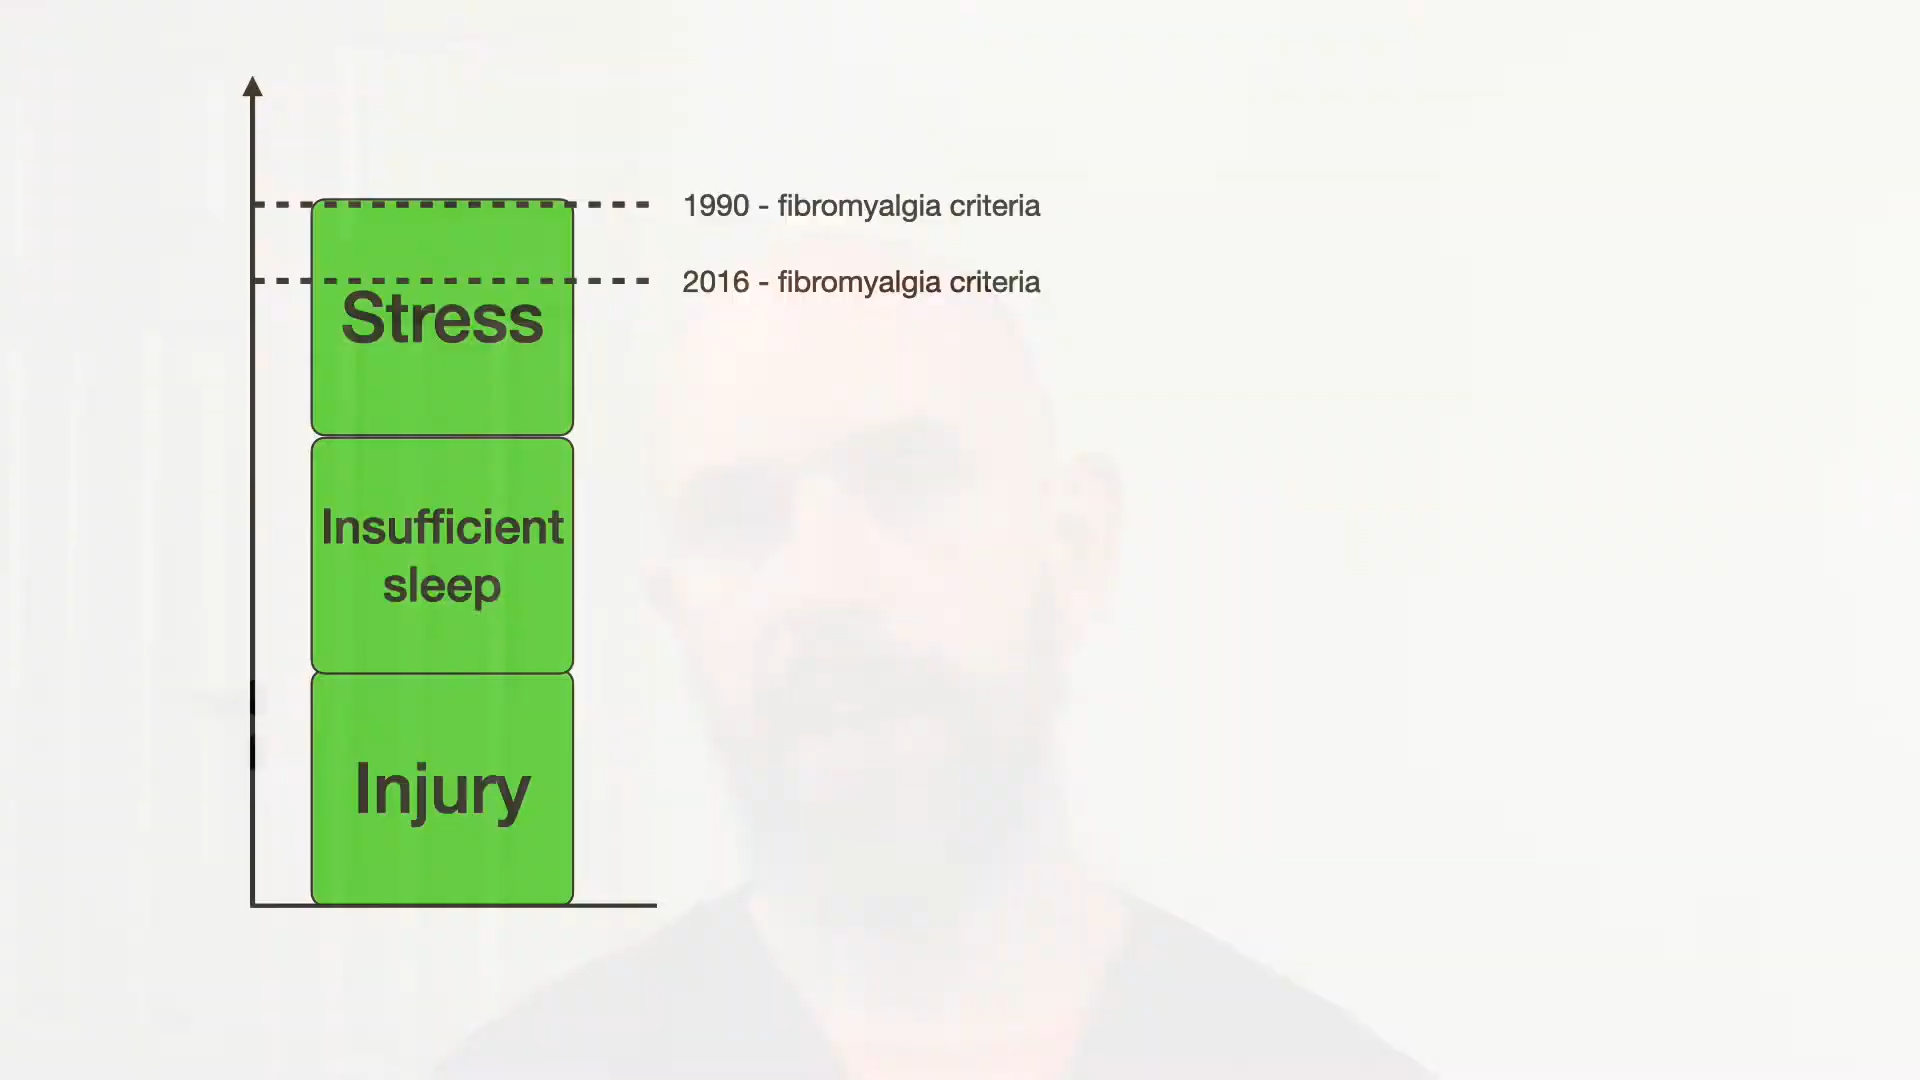 1990 - fibromyalgia criteria
2016 - fibromyalgia criteria
Stress
Insufficient
sleep
Injury